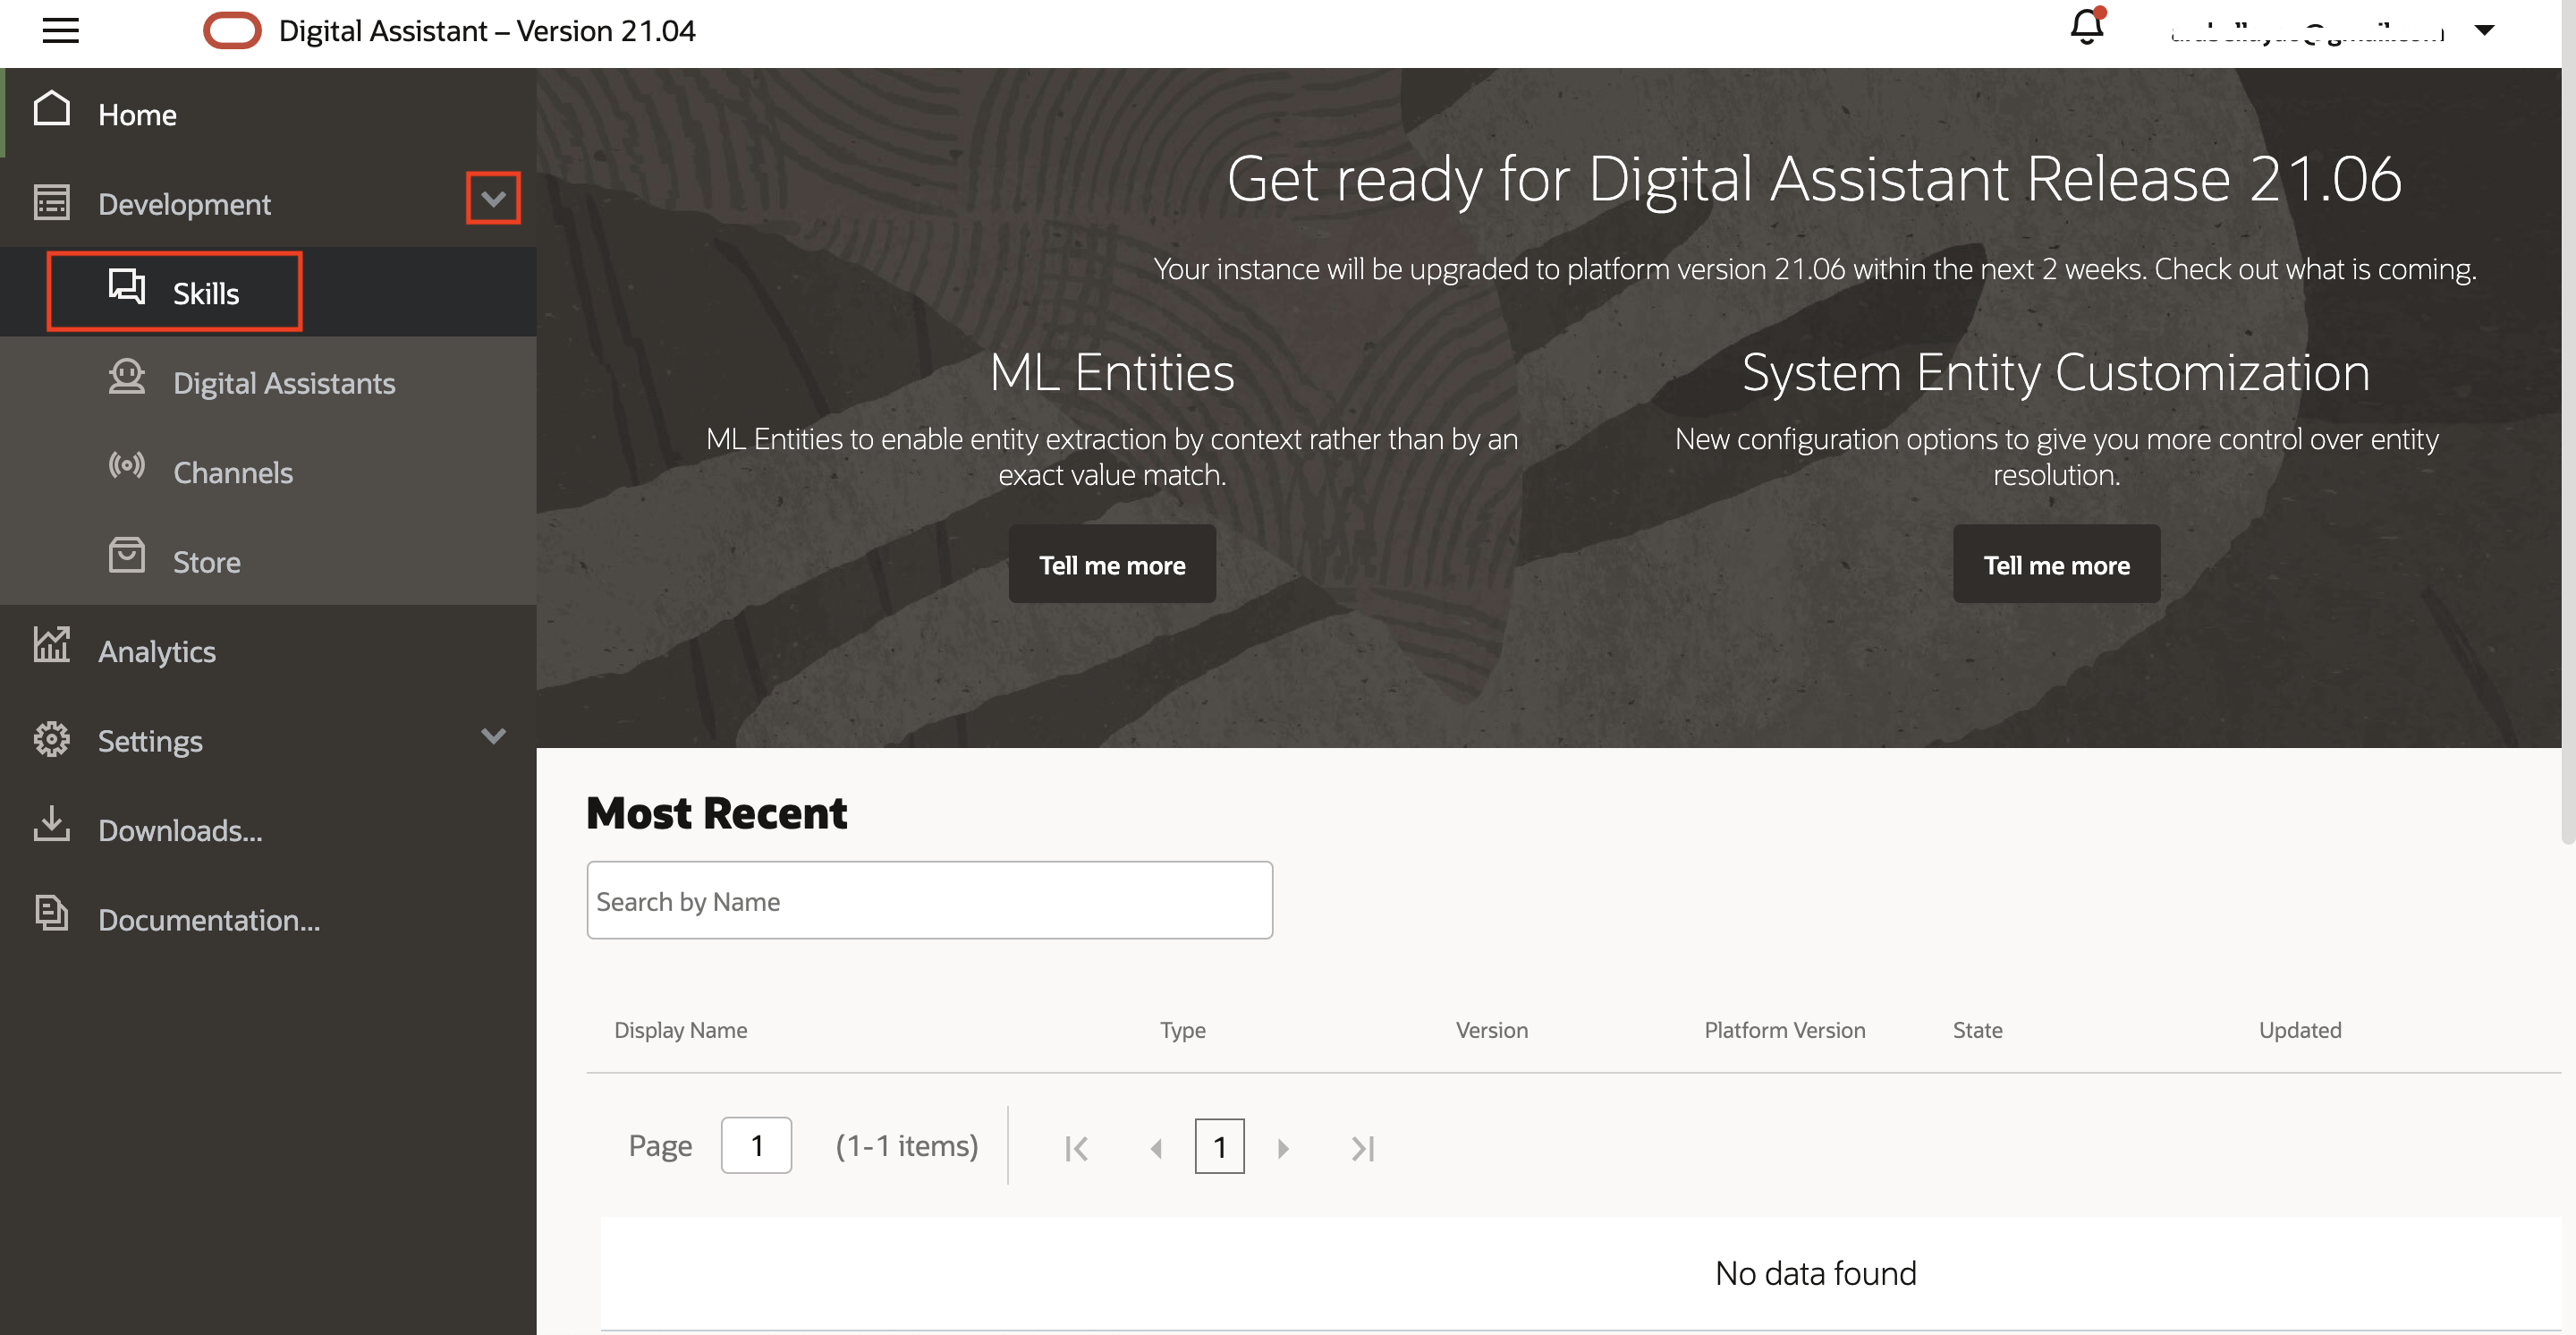 Digital Assistant – Version 21.04
Home
Development
Skills
Digital Assistants
Channels
Store
Analytics
Settings
Downloads...
Documentation...
Get ready for Digital Assistant Release 21.06
Your instance will be upgraded to platform version 21.06 within the next 2 weeks. Check out what is coming.
ML Entities
ML Entities to enable entity extraction by context rather than by an
exact value match.
Tell me more
System Entity Customization
New configuration options to give you more control over entity
resolution.
Tell me more
Most Recent
Search by Name
Display Name Type Version Platform Version State Updated
Page 1 (1-1 items) 1
No data found